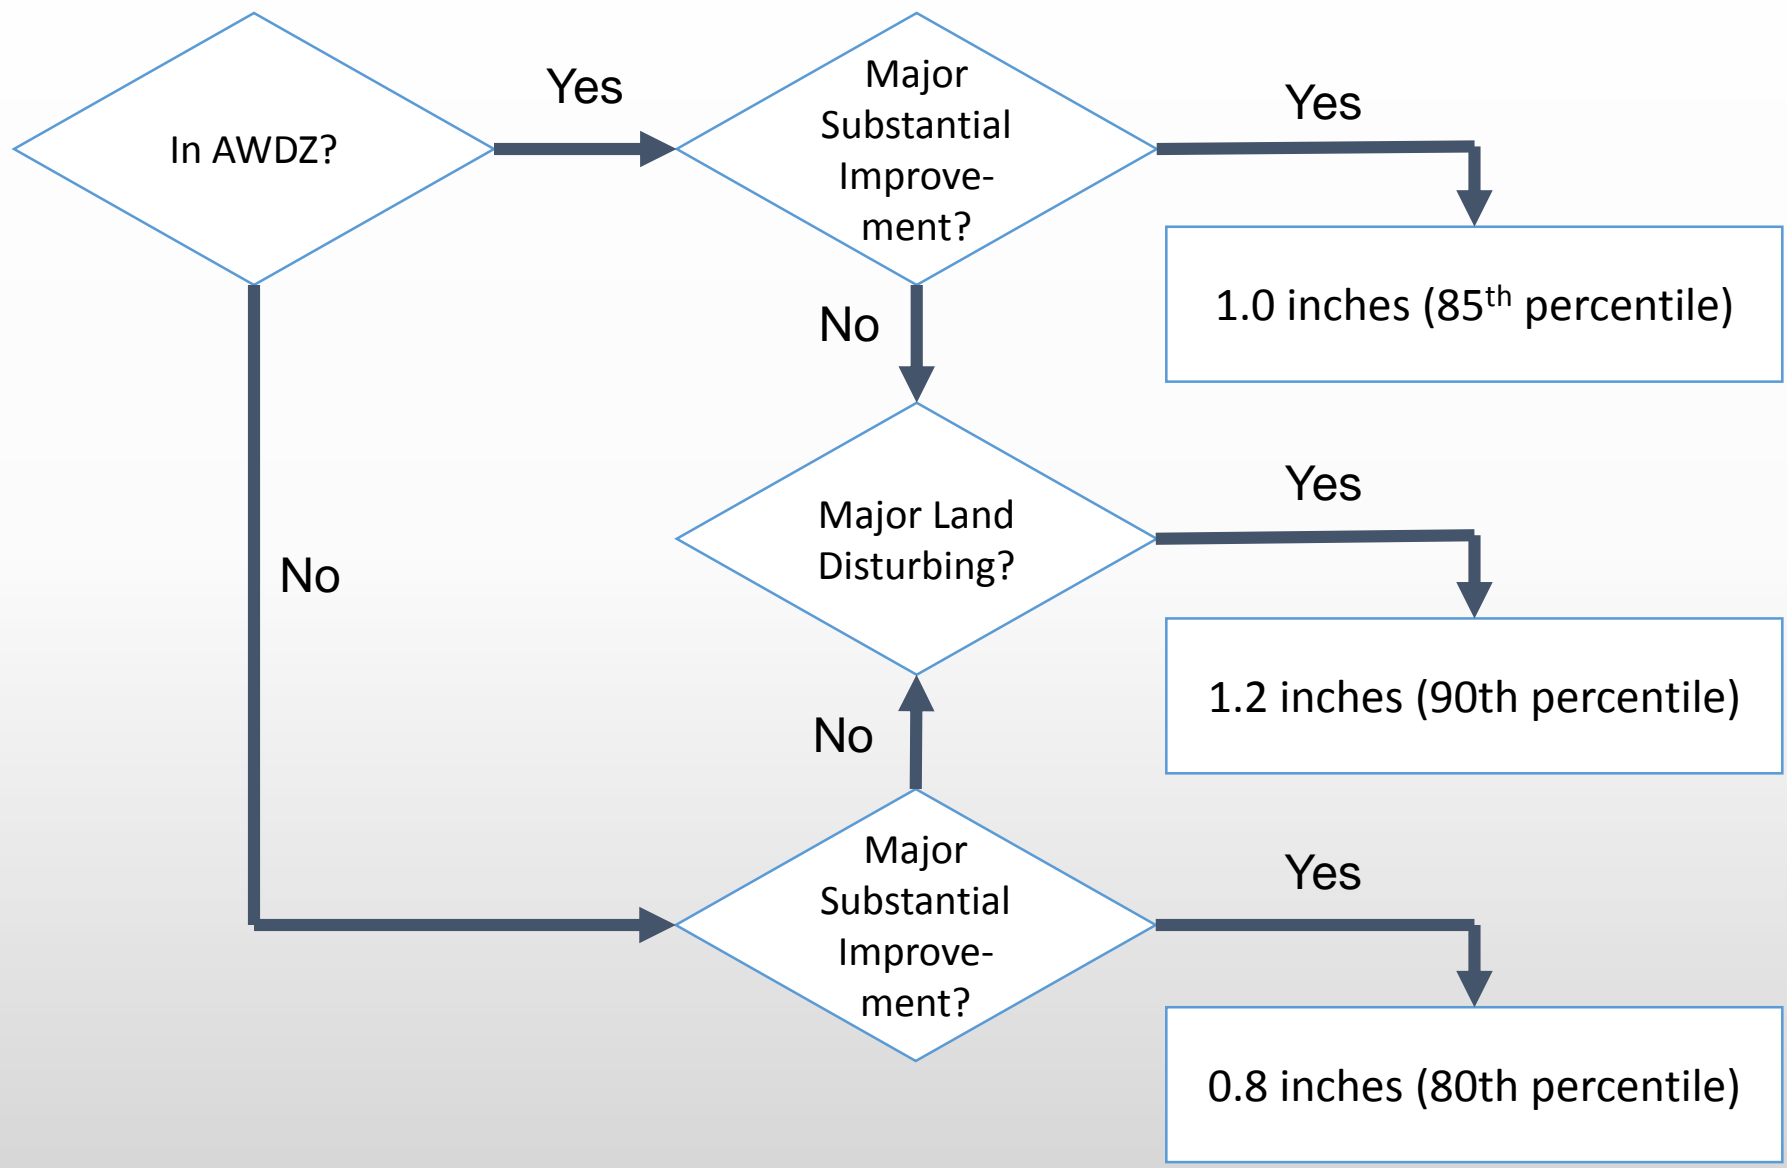 In AWDZ?
Yes
Major
Substantial
Improve-
ment?
Yes
1.0 inches (85th percentile)
No
Major Land
Disturbing?
Yes
1.2 inches (90th percentile)
No
No
Major
Substantial
Improve-
ment?
Yes
0.8 inches (80th percentile)